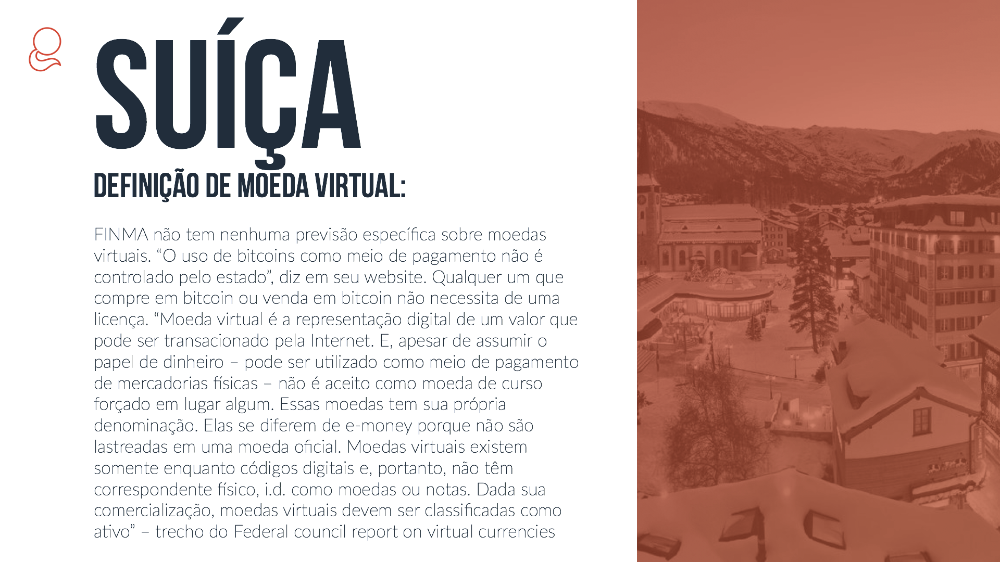 SUÍÇA
DEFINIÇÃO DE MOEDA VIRTUAL:
FINMA não tem nenhuma previsão específica sobre moedas
virtuais. “O uso de bitcoins como meio de pagamento não é
controlado pelo estado”, diz em seu website. Qualquer um que
compre em bitcoin ou venda em bitcoin não necessita de uma
licença. “Moeda virtual é a representação digital de um valor que
pode ser transacionado pela Internet. E, apesar de assumir o
papel de dinheiro – pode ser utilizado como meio de pagamento
de mercadorias físicas – não é aceito como moeda de curso
forçado em lugar algum. Essas moedas tem sua própria
denominação. Elas se diferem de e-money porque não são
lastreadas em uma moeda oficial. Moedas virtuais existem
somente enquanto códigos digitais e, portanto, não têm
correspondente físico, i.d. como moedas ou notas. Dada sua
comercialização, moedas virtuais devem ser classificadas como
ativo” – trecho do Federal council report on virtual currencies